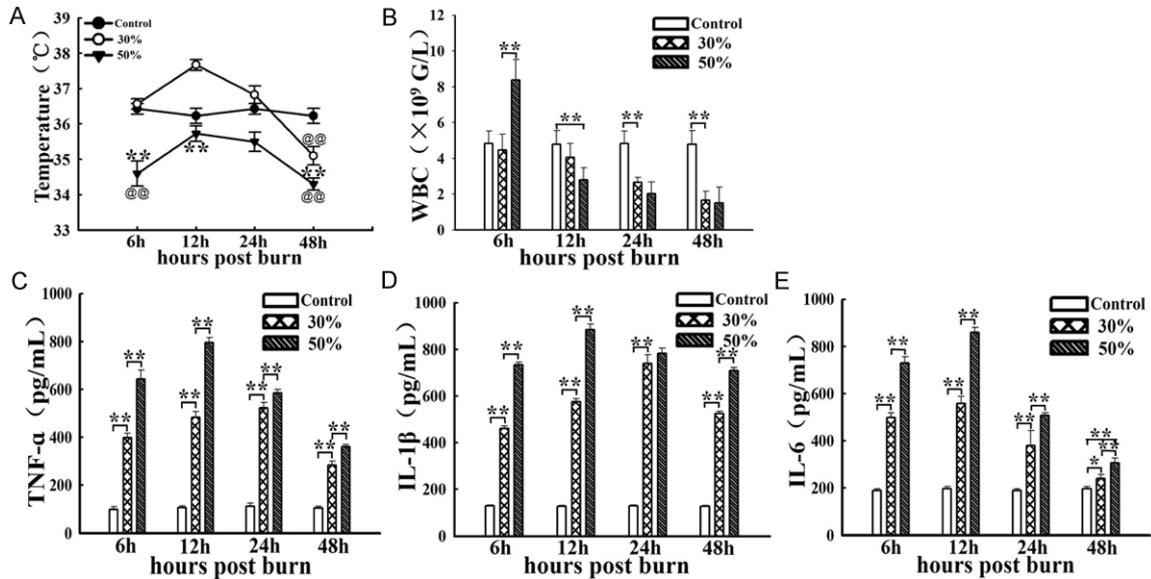 A
Temperature（℃）
39
38
37
36
35
34
33
Control
30%
50%
**
@@
**
@@
**
@@
6h 12h 24h 48h
hours post burn
B
WBC（×10⁹ G/L）
12
10
8
6
4
2
0
Control
30%
50%
**
**
**
**
6h 12h 24h 48h
hours post burn
C
TNF-α（pg/mL）
1000
800
600
400
200
0
Control
30%
50%
** **
** **
** **
** **
6h 12h 24h 48h
hours post burn
D
IL-1β（pg/mL）
1000
800
600
400
200
0
Control
30%
50%
** **
** **
**
** **
6h 12h 24h 48h
hours post burn
E
IL-6（pg/mL）
1000
800
600
400
200
0
Control
30%
50%
** **
** **
** **
**
* **
6h 12h 24h 48h
hours post burn